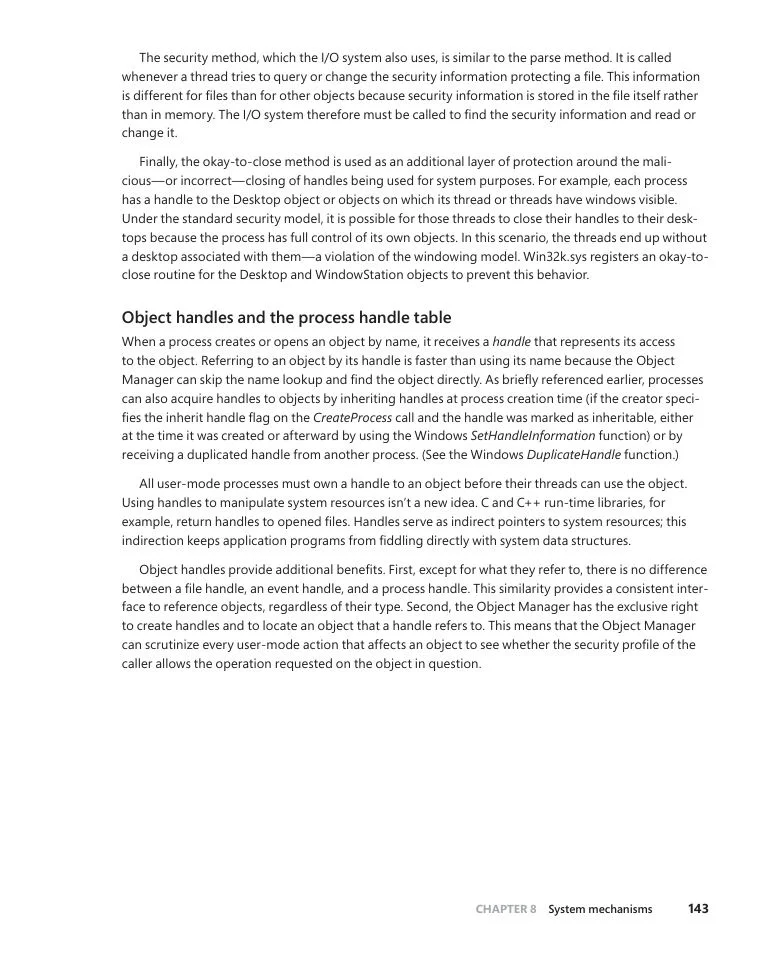 The security method, which the I/O system also uses, is similar to the parse method. It is called
whenever a thread tries to query or change the security information protecting a file. This information
is different for files than for other objects because security information is stored in the file itself rather
than in memory. The I/O system therefore must be called to find the security information and read or
change it.
Finally, the okay-to-close method is used as an additional layer of protection around the mali-
cious—or incorrect—closing of handles being used for system purposes. For example, each process
has a handle to the Desktop object or objects on which its thread or threads have windows visible.
Under the standard security model, it is possible for those threads to close their handles to their desk-
tops because the process has full control of its own objects. In this scenario, the threads end up without
a desktop associated with them—a violation of the windowing model. Win32k.sys registers an okay-to-
close routine for the Desktop and WindowStation objects to prevent this behavior.
Object handles and the process handle table
When a process creates or opens an object by name, it receives a handle that represents its access
to the object. Referring to an object by its handle is faster than using its name because the Object
Manager can skip the name lookup and find the object directly. As briefly referenced earlier, processes
can also acquire handles to objects by inheriting handles at process creation time (if the creator speci-
fies the inherit handle flag on the CreateProcess call and the handle was marked as inheritable, either
at the time it was created or afterward by using the Windows SetHandleInformation function) or by
receiving a duplicated handle from another process. (See the Windows DuplicateHandle function.)
All user-mode processes must own a handle to an object before their threads can use the object.
Using handles to manipulate system resources isn’t a new idea. C and C++ run-time libraries, for
example, return handles to opened files. Handles serve as indirect pointers to system resources; this
indirection keeps application programs from fiddling directly with system data structures.
Object handles provide additional benefits. First, except for what they refer to, there is no difference
between a file handle, an event handle, and a process handle. This similarity provides a consistent inter-
face to reference objects, regardless of their type. Second, the Object Manager has the exclusive right
to create handles and to locate an object that a handle refers to. This means that the Object Manager
can scrutinize every user-mode action that affects an object to see whether the security profile of the
caller allows the operation requested on the object in question.
CHAPTER 8 System mechanisms 143